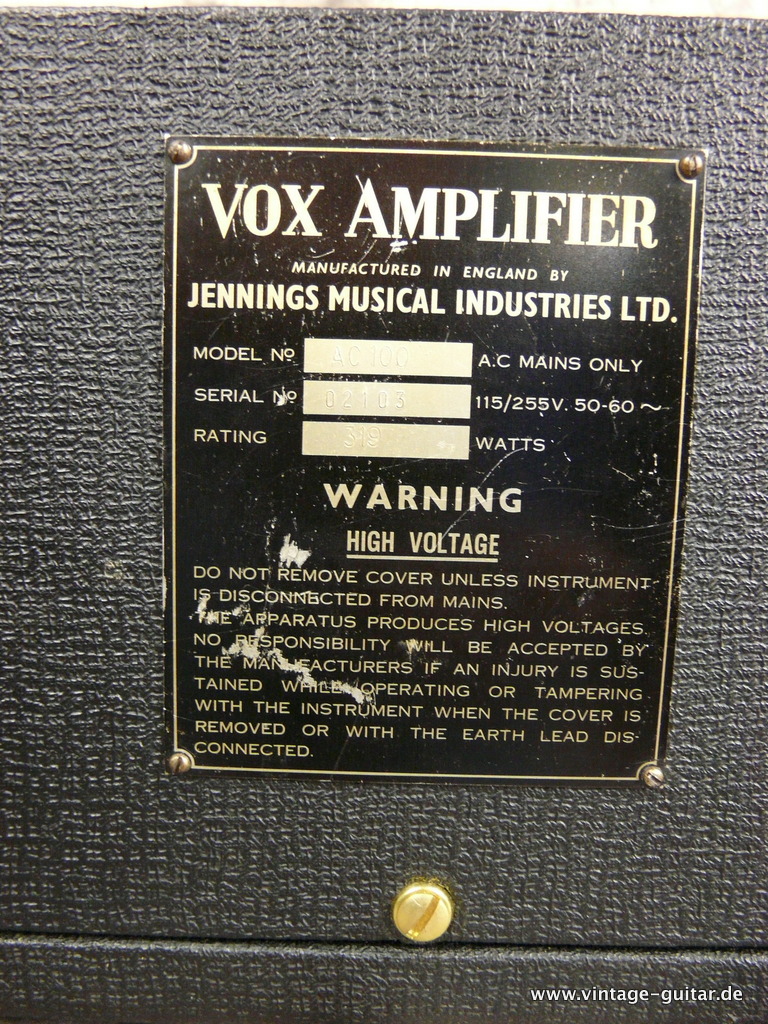 VOX AMPLIFIER
MANUFACTURED IN ENGLAND BY
JENNINGS MUSICAL INDUSTRIES LTD.
MODEL Nº AC 100 A.C MAINS ONLY
SERIAL Nº 02103 115/255V. 50-60 ~
RATING 319 WATTS
WARNING
HIGH VOLTAGE
DO NOT REMOVE COVER UNLESS INSTRUMENT
IS DISCONNECTED FROM MAINS.
THE APPARATUS PRODUCES HIGH VOLTAGES
NO RESPONSIBILITY WILL BE ACCEPTED BY
THE MANUFACTURERS IF AN INJURY IS SUS-
TAINED WHILE OPERATING OR TAMPERING
WITH THE INSTRUMENT WHEN THE COVER IS
REMOVED OR WITH THE EARTH LEAD DIS-
CONNECTED.
www.vintage-guitar.de